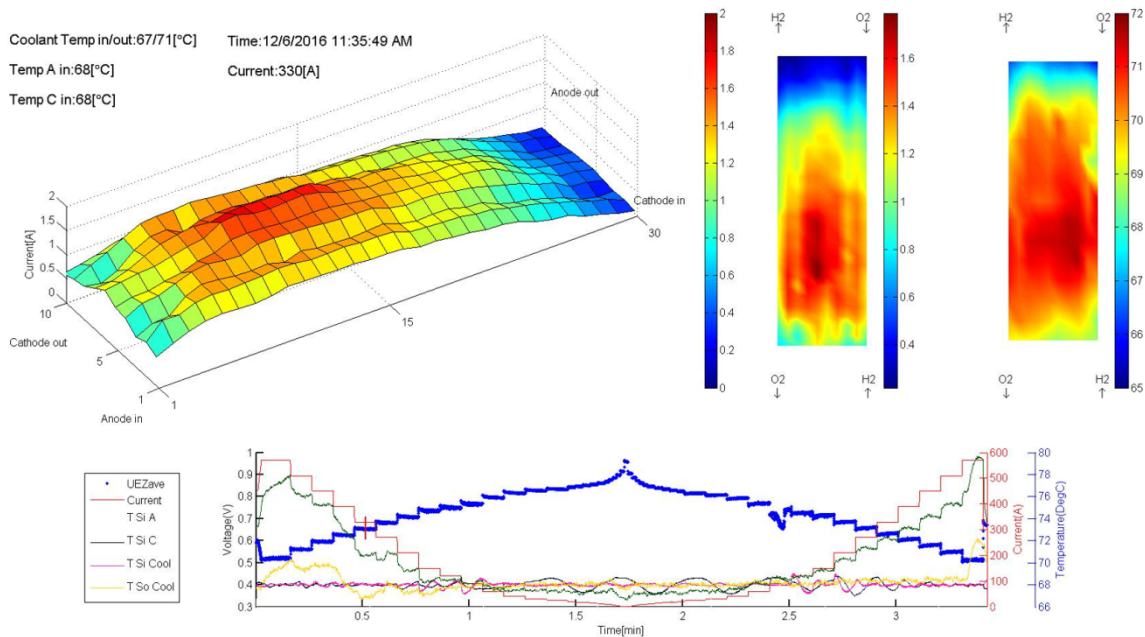 Coolant Temp in/out:67/71[°C]
Time:12/6/2016 11:35:49 AM
Temp A in:68[°C]
Current:330[A]
Temp C in:68[°C]
Anode out
Cathode in
30
15
Current[A]
2
1.5
1
0.5
0
10
5
1
1
Cathode out
Anode in
2
1.8
1.6
1.4
1.2
1
0.8
0.6
0.4
0.2
0
H2
O2
O2
H2
1.6
1.4
1.2
1
0.8
0.6
0.4
H2
O2
O2
H2
72
71
70
69
68
67
66
65
UEZave
Current
T Si A
T Si C
T Si Cool
T So Cool
Voltage(V)
1
0.9
0.8
0.7
0.6
0.5
0.4
0.3
0.5
1
1.5
2
2.5
3
Time[min]
600
500
400
300
200
100
0
Current(A)
80
78
76
74
72
70
68
66
Temperature(DegC)